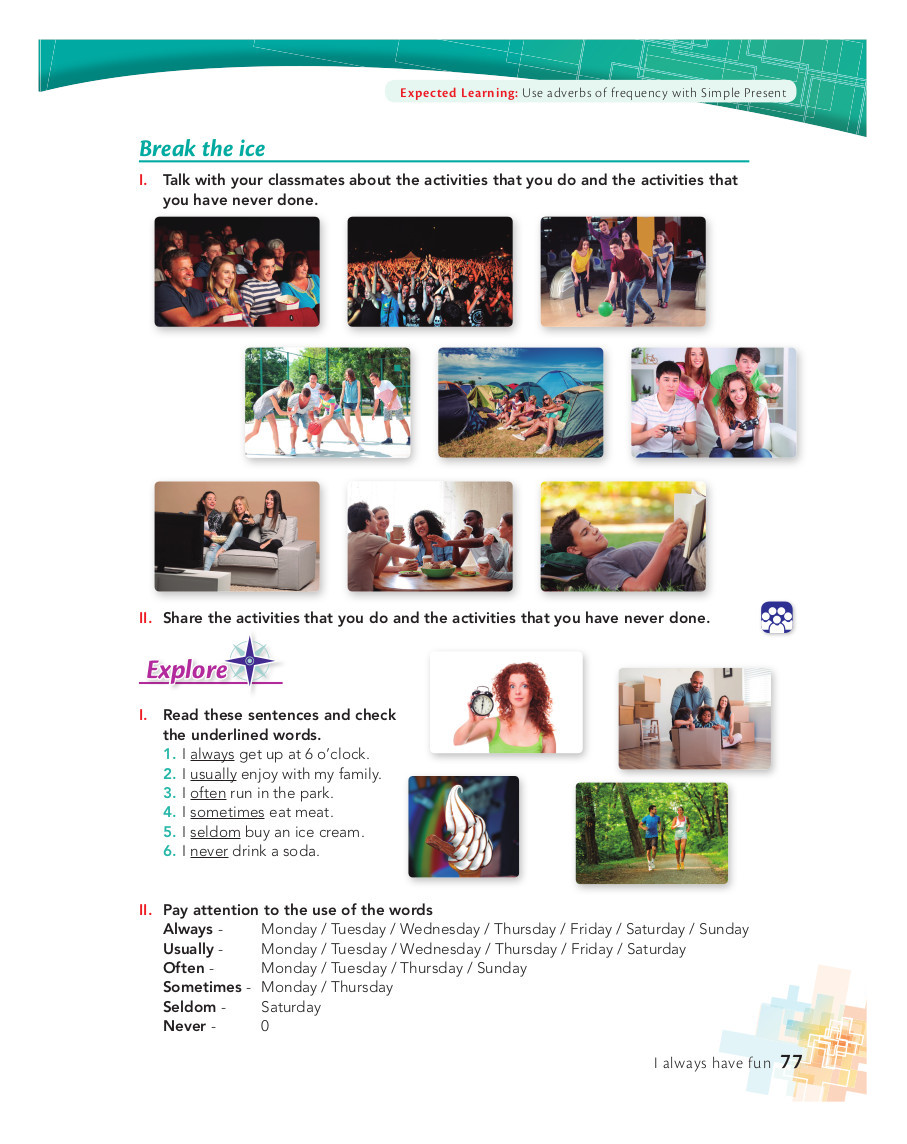 Expected Learning: Use adverbs of frequency with Simple Present
Break the ice
I. Talk with your classmates about the activities that you do and the activities that
you have never done.
II. Share the activities that you do and the activities that you have never done.
Explore
I. Read these sentences and check
the underlined words.
1. I always get up at 6 o’clock.
2. I usually enjoy with my family.
3. I often run in the park.
4. I sometimes eat meat.
5. I seldom buy an ice cream.
6. I never drink a soda.
II. Pay attention to the use of the words
Always - Monday / Tuesday / Wednesday / Thursday / Friday / Saturday / Sunday
Usually - Monday / Tuesday / Wednesday / Thursday / Friday / Saturday
Often - Monday / Tuesday / Thursday / Sunday
Sometimes - Monday / Thursday
Seldom - Saturday
Never - 0
I always have fun 77